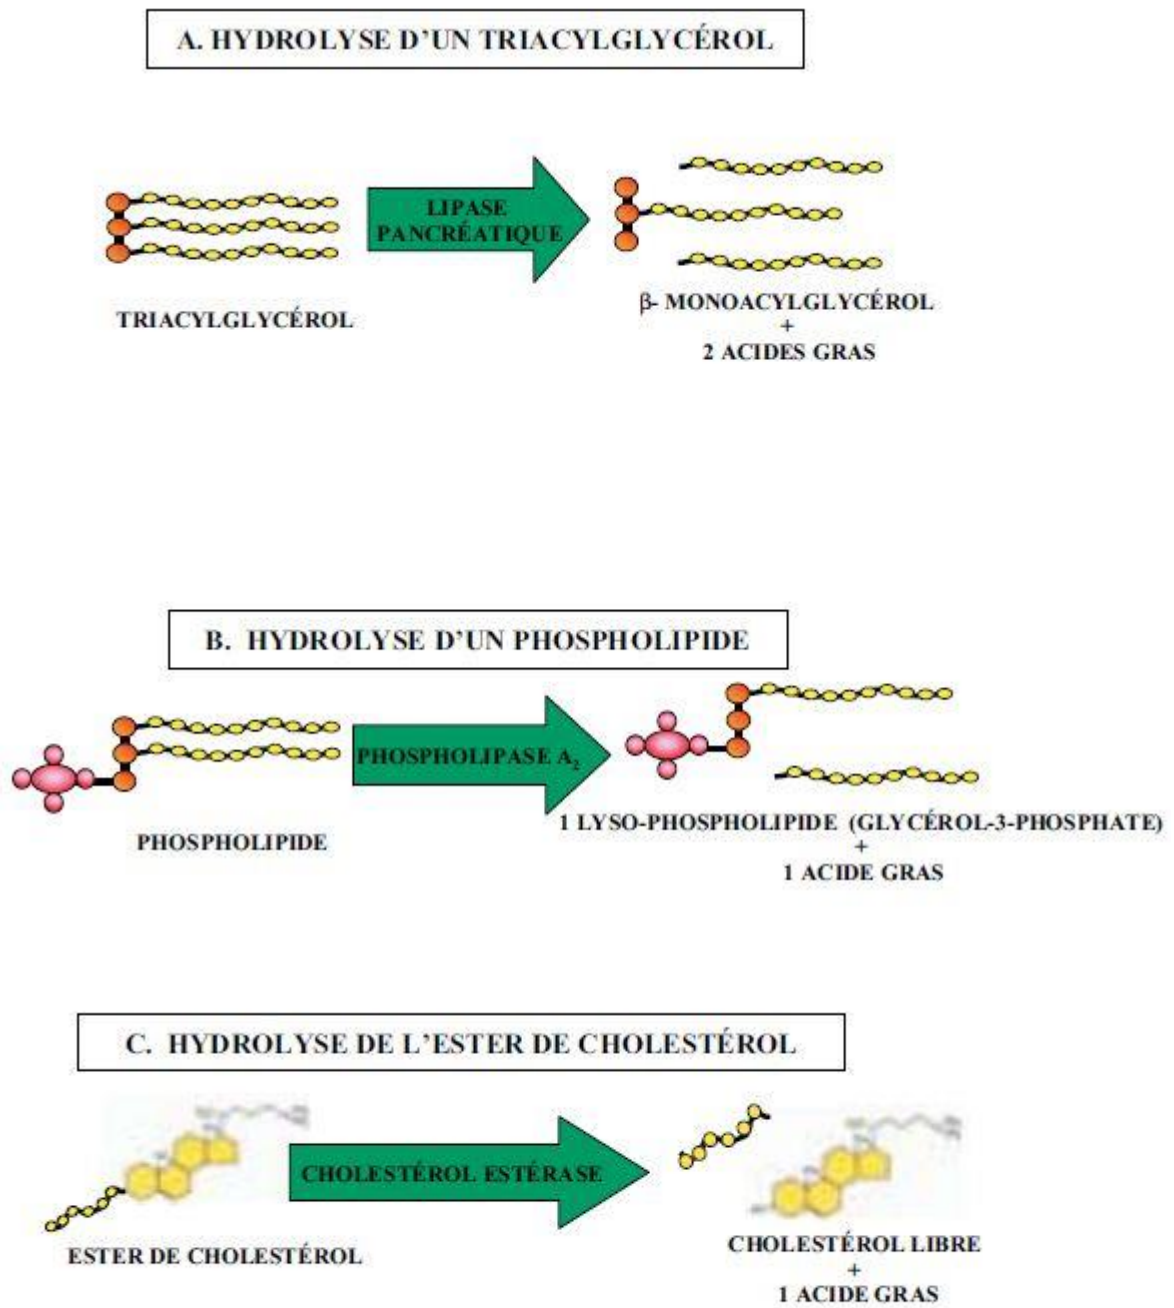 A. HYDROLYSE D'UN TRIACYLGLYCÉROL
LIPASE
PANCRÉATIQUE
TRIACYLGLYCÉROL
β- MONOACYLGLYCÉROL
+
2 ACIDES GRAS
B. HYDROLYSE D'UN PHOSPHOLIPIDE
PHOSPHOLIPASE A₂
PHOSPHOLIPIDE
1 LYSO-PHOSPHOLIPIDE (GLYCÉROL-3-PHOSPHATE)
+
1 ACIDE GRAS
C. HYDROLYSE DE L'ESTER DE CHOLESTÉROL
CHOLESTÉROL ESTÉRASE
ESTER DE CHOLESTÉROL
CHOLESTÉROL LIBRE
+
1 ACIDE GRAS